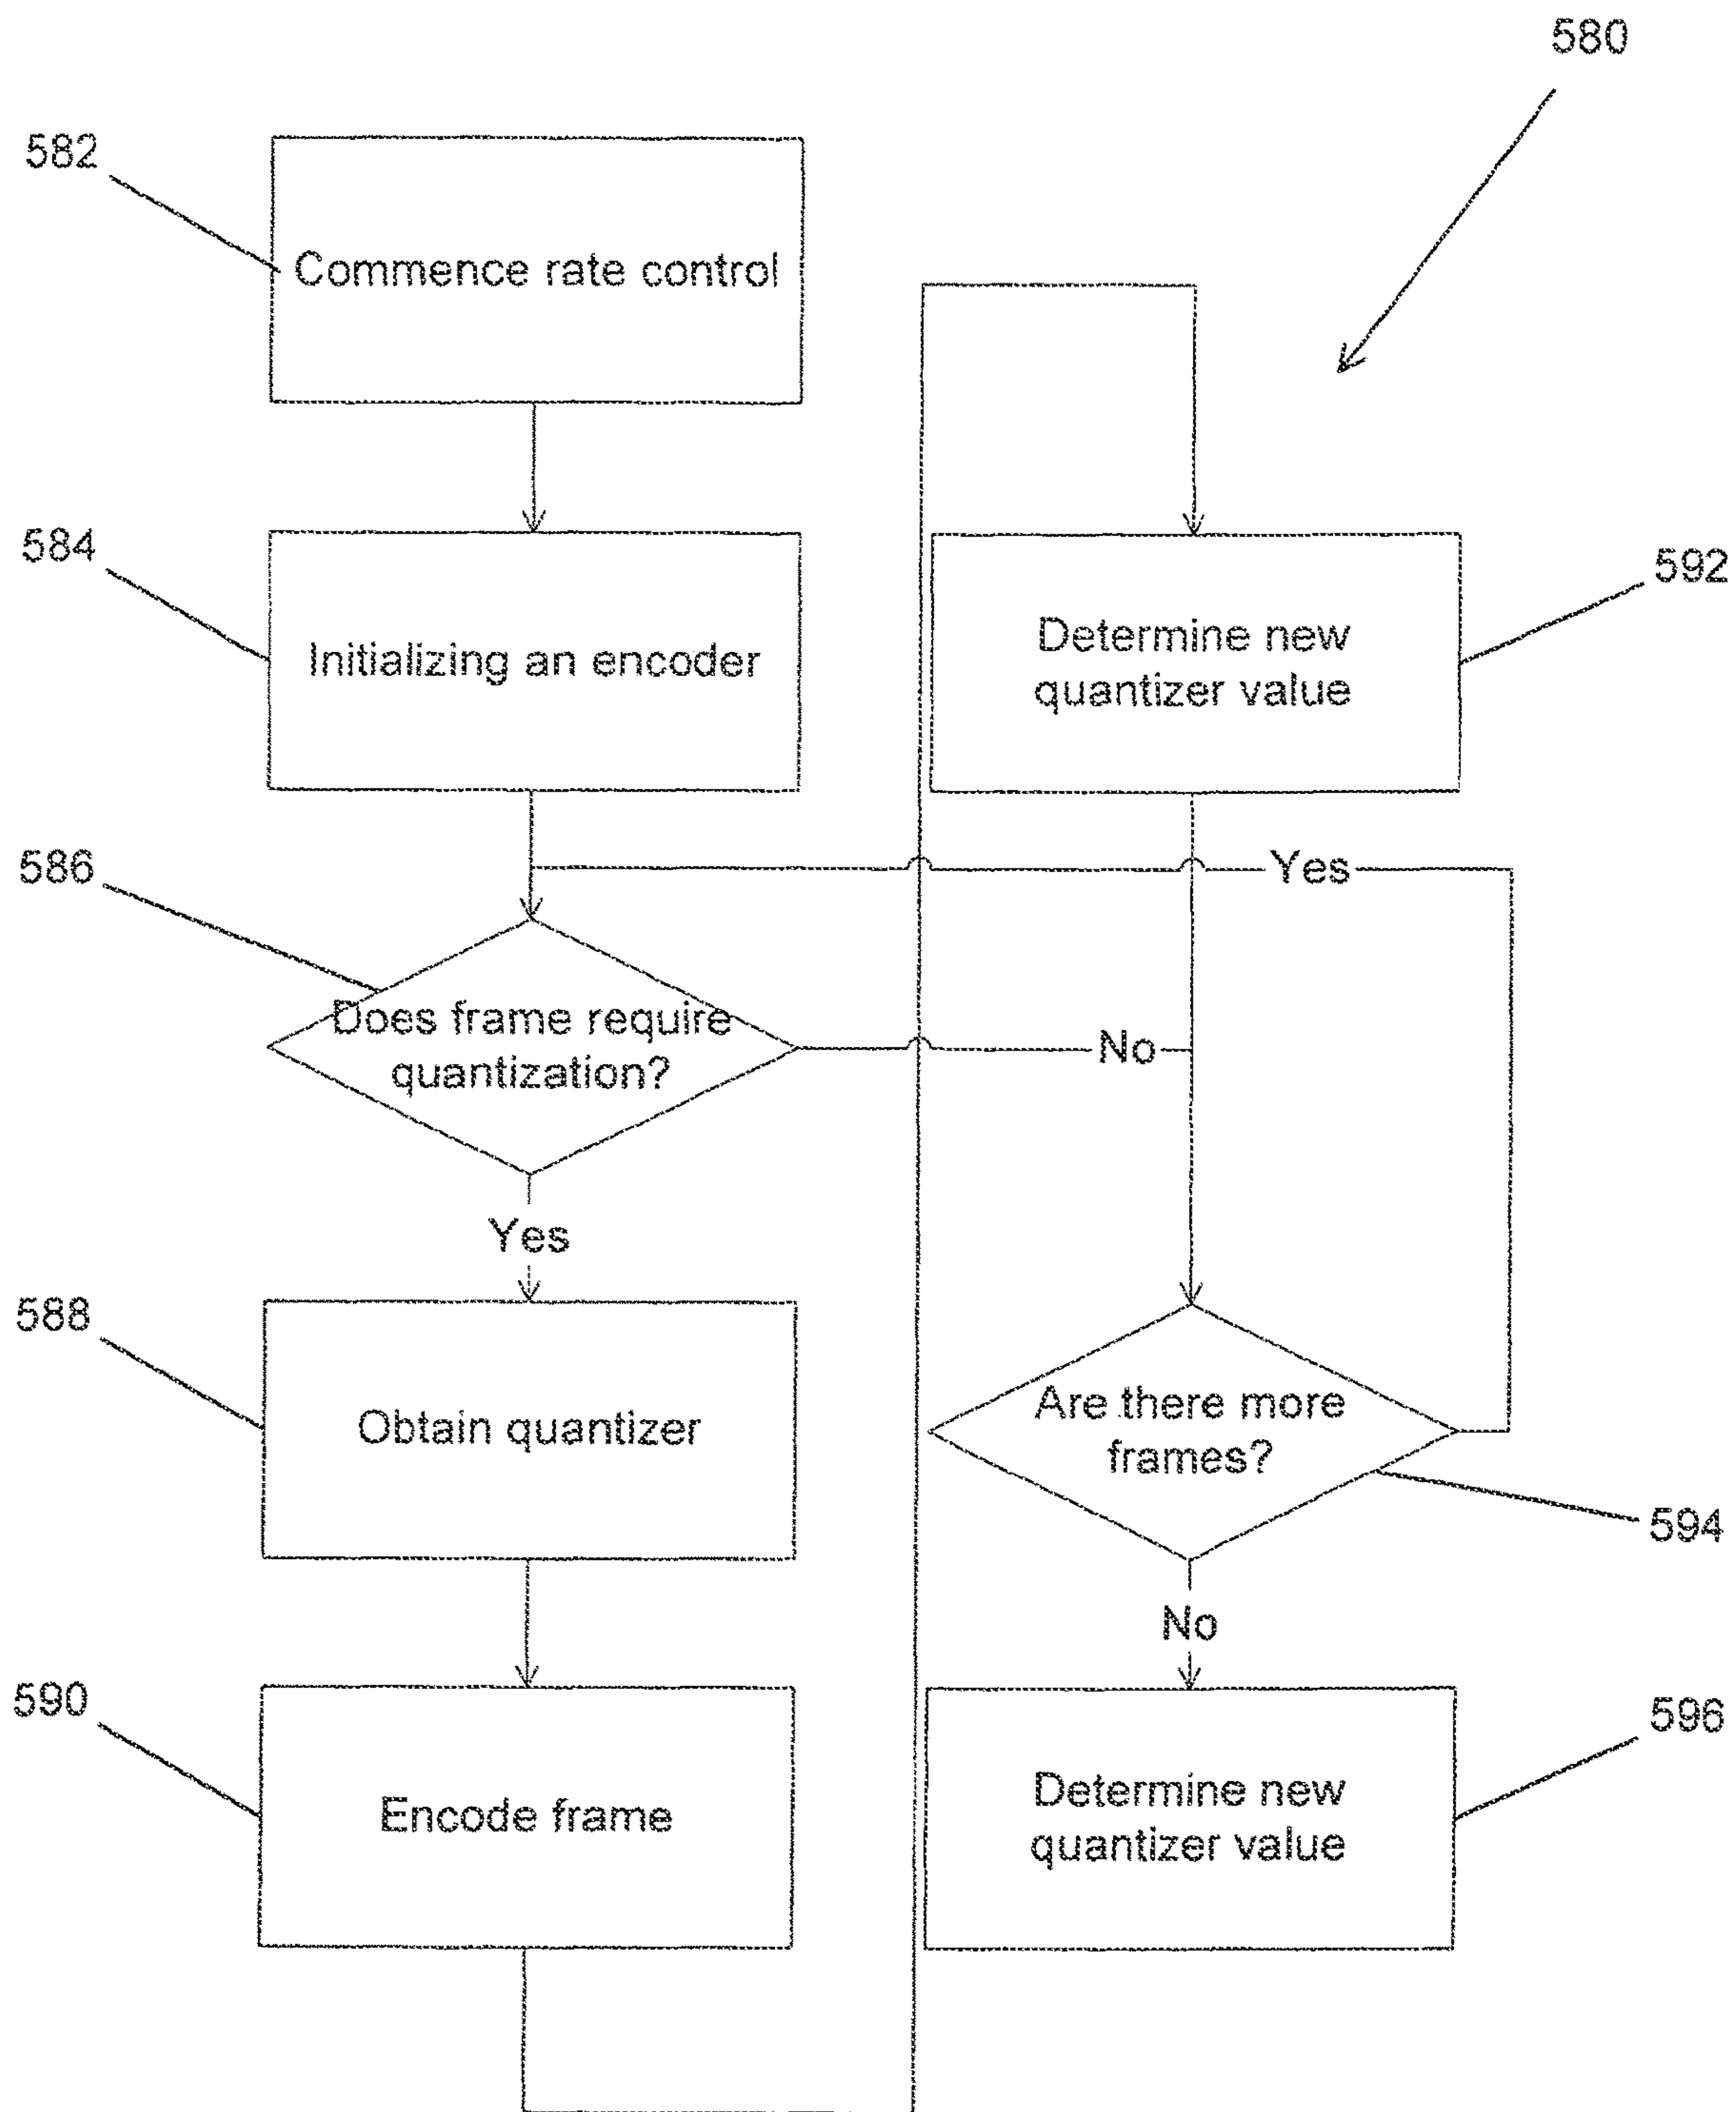 580
582
Commence rate control
584
Initializing an encoder
592
Determine new
quantizer value
586
Yes
Does frame require
quantization?
No
Yes
588
Obtain quantizer
Are there more
frames?
594
No
590
Encode frame
596
Determine new
quantizer value